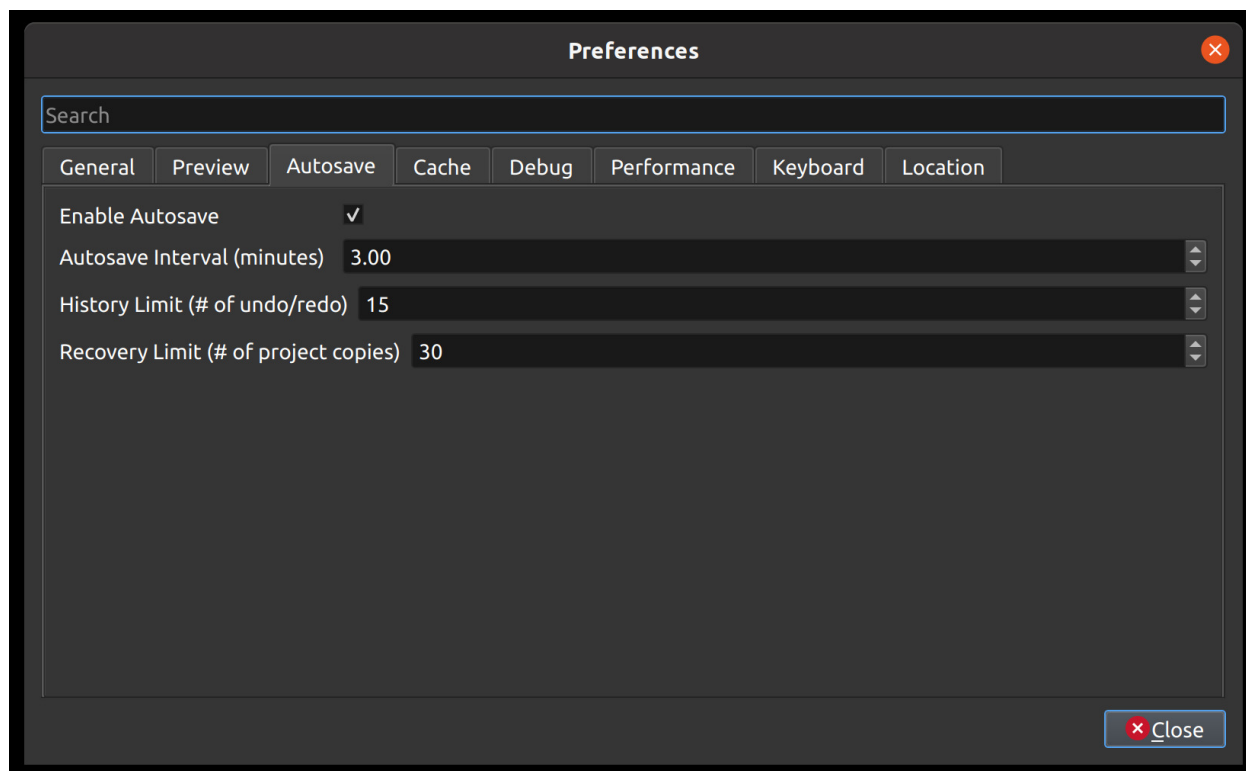 Preferences
Search
General Preview Autosave Cache Debug Performance Keyboard Location
Enable Autosave
Autosave Interval (minutes) 3.00
History Limit (# of undo/redo) 15
Recovery Limit (# of project copies) 30
Close